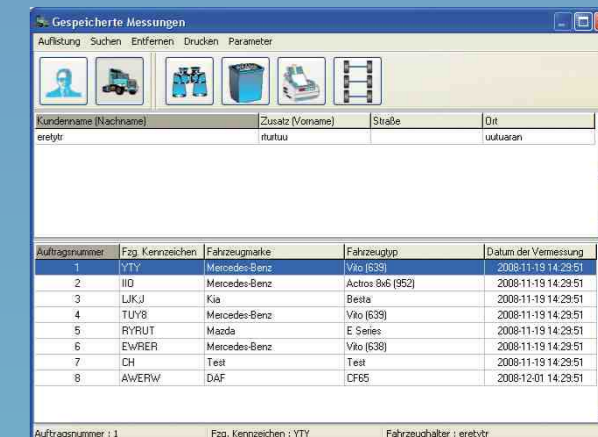 Gespeicherte Messungen
Auflistung Suchen Entfernen Drucken Parameter
Kundenname (Nachname) Zusatz (Vorname) Straße Ort
eretytr rturtuu uutuaran
Auftragsnummer Fzg. Kennzeichen Fahrzeugmarke Fahrzeugtyp Datum der Vermessung
1 YTY Mercedes-Benz Vito (639) 2008-11-19 14:29:51
2 IIO Mercedes-Benz Actros 8x6 (952) 2008-11-19 14:29:51
3 LJKJ Kia Besta 2008-11-19 14:29:51
4 TUY8 Mercedes-Benz Vito (639) 2008-11-19 14:29:51
5 RYRUT Mazda E Series 2008-11-19 14:29:51
6 EWRER Mercedes-Benz Vito (638) 2008-11-19 14:29:51
7 CH Test Test 2008-11-19 14:29:51
8 AWERW DAF CF65 2008-12-01 14:29:51
Auftragsnummer : 1 Fzg. Kennzeichen : YTY Fahrzeughalter : eretytr